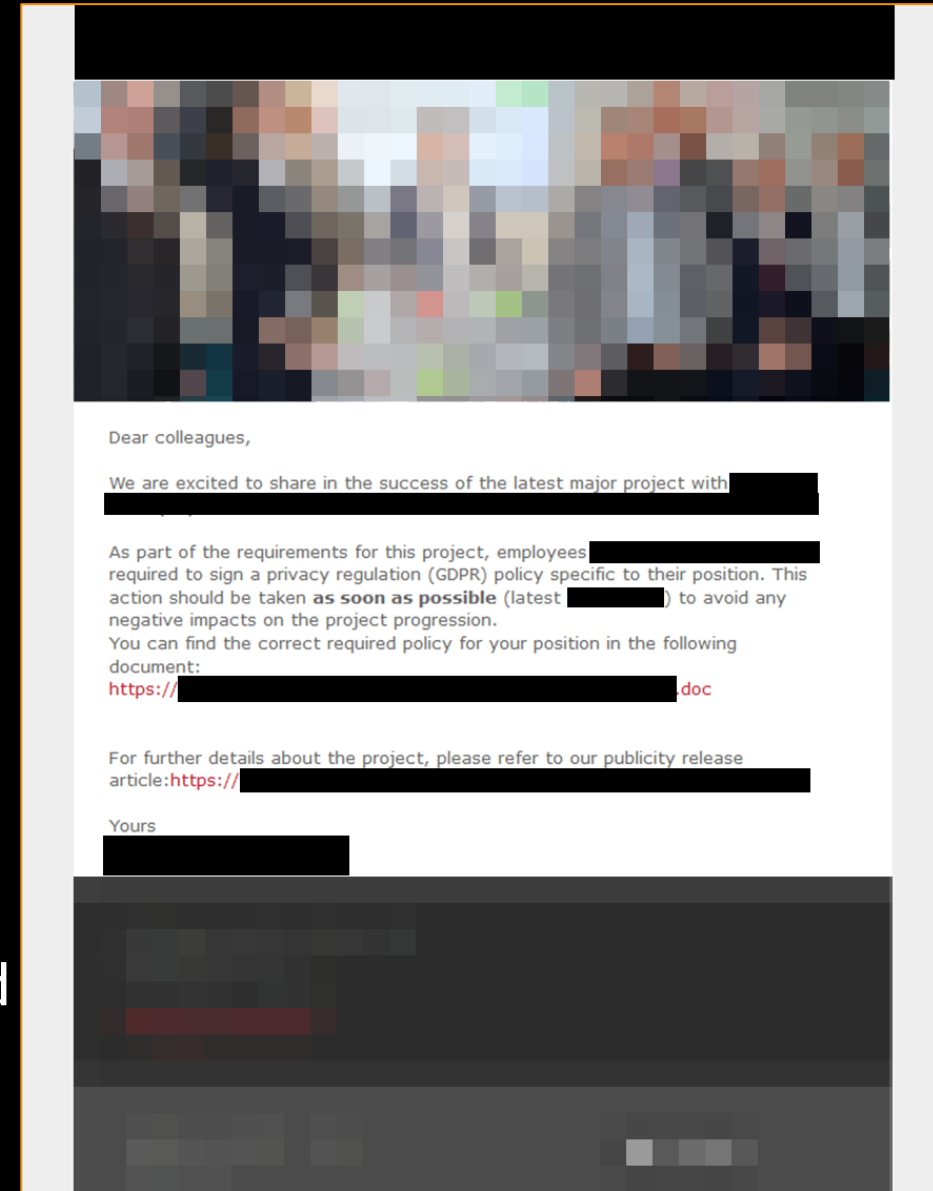 Dear colleagues,
We are excited to share in the success of the latest major project with
As part of the requirements for this project, employees
required to sign a privacy regulation (GDPR) policy specific to their position. This
action should be taken as soon as possible (latest ) to avoid any
negative impacts on the project progression.
You can find the correct required policy for your position in the following
document:
https:// .doc
For further details about the project, please refer to our publicity release
article:https://
Yours